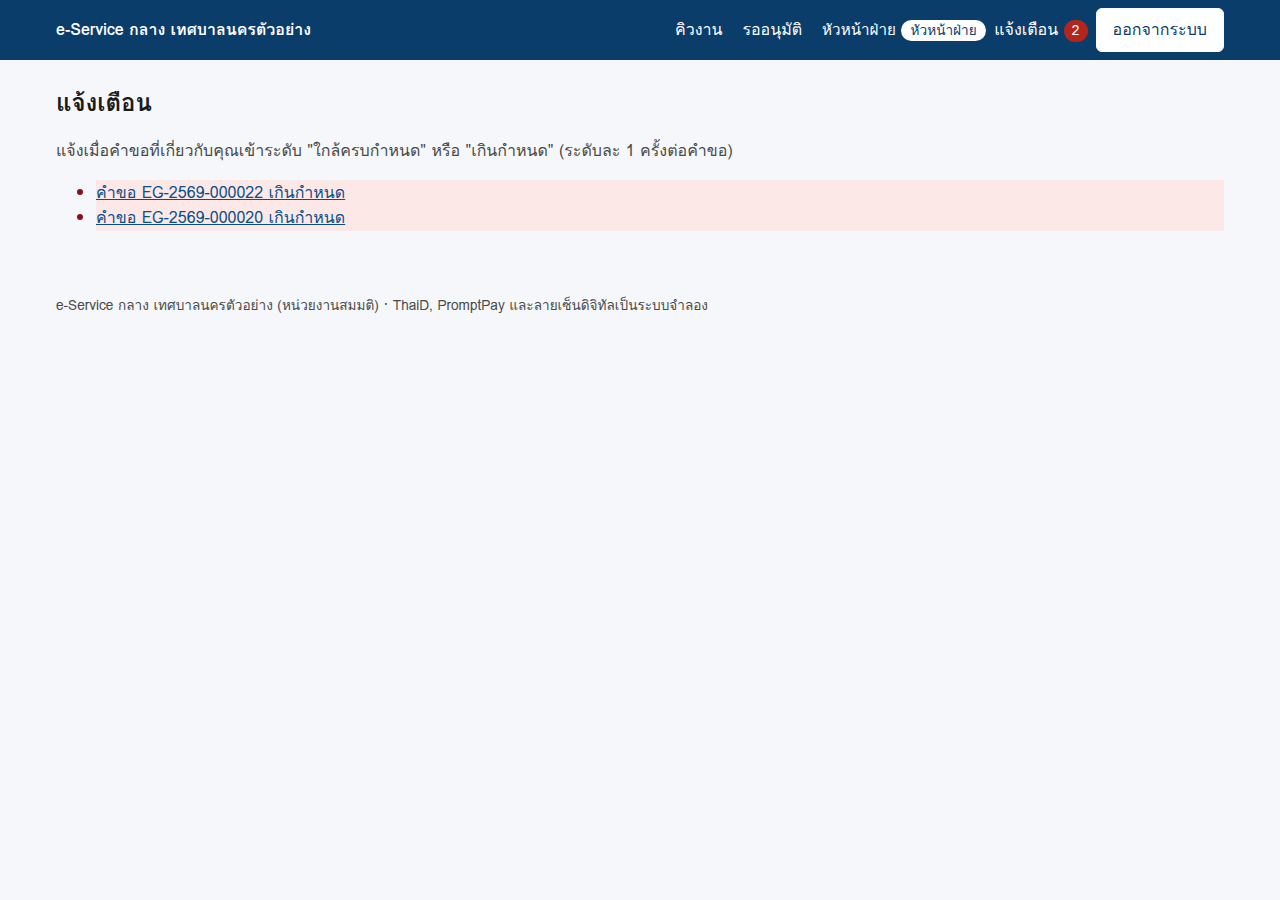 e-Service กลาง เทศบาลนครตัวอย่าง
คิวงาน รออนุมัติ หัวหน้าฝ่าย หัวหน้าฝ่าย แจ้งเตือน 2 ออกจากระบบ
แจ้งเตือน
แจ้งเมื่อคำขอที่เกี่ยวกับคุณเข้าระดับ "ใกล้ครบกำหนด" หรือ "เกินกำหนด" (ระดับละ 1 ครั้งต่อคำขอ)
คำขอ EG-2569-000022 เกินกำหนด
คำขอ EG-2569-000020 เกินกำหนด
e-Service กลาง เทศบาลนครตัวอย่าง (หน่วยงานสมมติ) · ThaiD, PromptPay และลายเซ็นดิจิทัลเป็นระบบจำลอง